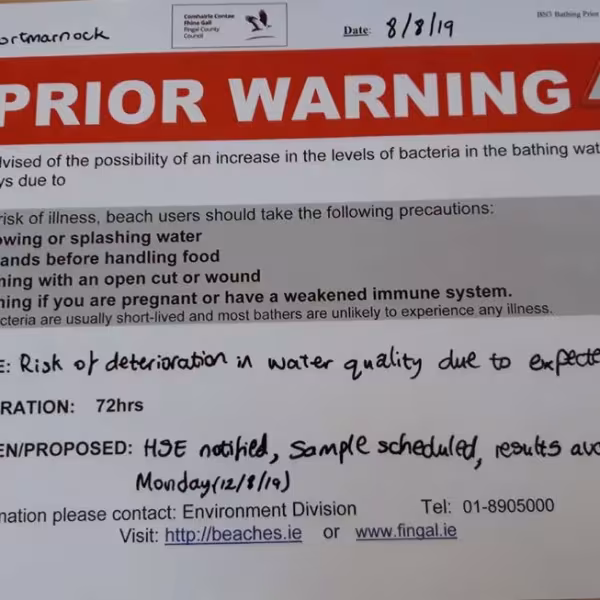 ortmarnock
Comhairle Contae
Fhine Gall
Fingal County
Council
Date: 8/8/19
BS03 Bathing Prior
PRIOR WARNING
vised of the possibility of an increase in the levels of bacteria in the bathing wat
ys due to
risk of illness, beach users should take the following precautions:
owing or splashing water
ands before handling food
ning with an open cut or wound
ning if you are pregnant or have a weakened immune system.
cteria are usually short-lived and most bathers are unlikely to experience any illness.
E: Risk of deterioration in water quality due to expecte
RATION: 72hrs
EN/PROPOSED: HSE notified, sample scheduled, results ava
Monday (12/8/19)
mation please contact: Environment Division Tel: 01-8905000
Visit: http://beaches.ie or www.fingal.ie